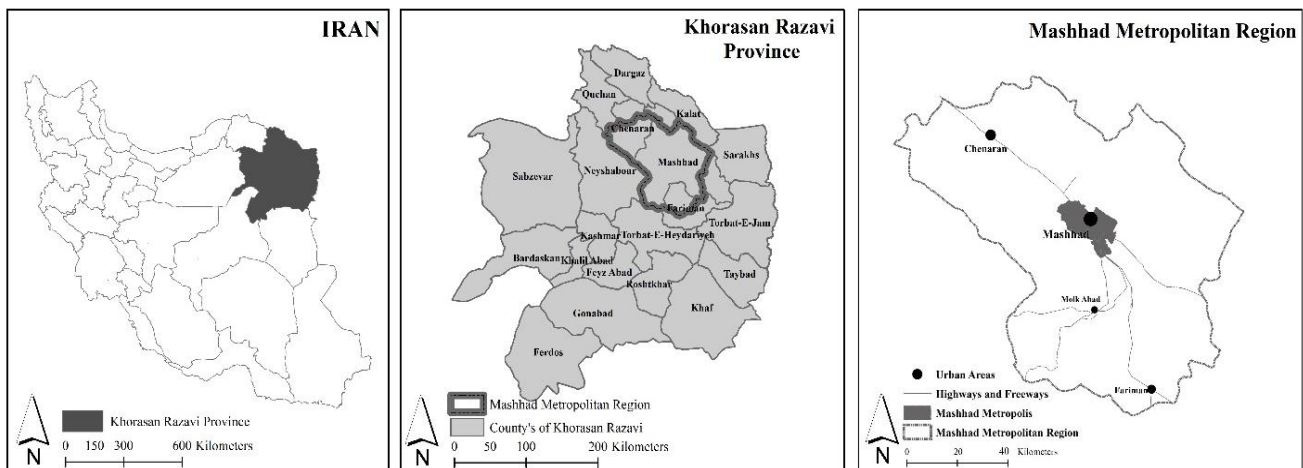 IRAN
Khorasan Razavi Province
N
0 150 300 600 Kilometers
Khorasan Razavi
Province
Dargaz
Quchan
Kalat
Chenaran
Mashhad
Sarakhs
Neyshabour
Sabzevar
Fariman
Torbat-E-Jam
Kashmar
Torbat-E-Heydariyeh
Bardaskan
Khalil Abad
Feyz Abad
Roshtkhar
Taybad
Khaf
Gonabad
Ferdos
Mashhad Metropolitan Region
County's of Khorasan Razavi
N
0 50 100 200 Kilometers
Mashhad Metropolitan Region
Chenaran
Mashhad
Molk Abad
Fariman
Urban Areas
Highways and Freeways
Mashhad Metropolis
Mashhad Metropolitan Region
N
0 20 40 Kilometers